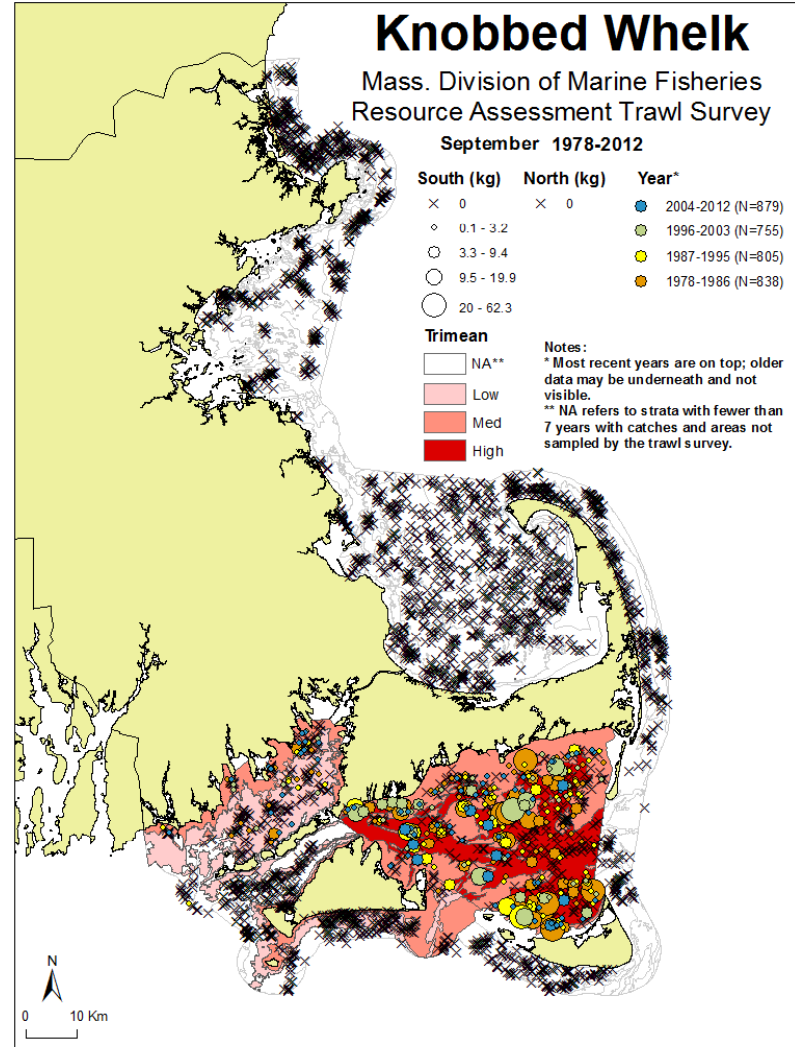 Knobbed Whelk
Mass. Division of Marine Fisheries
Resource Assessment Trawl Survey
September 1978-2012
South (kg)
0
0.1 - 3.2
3.3 - 9.4
9.5 - 19.9
20 - 62.3
North (kg)
0
Year*
2004-2012 (N=879)
1996-2003 (N=755)
1987-1995 (N=805)
1978-1986 (N=838)
Trimean
NA**
Low
Med
High
Notes:
* Most recent years are on top; older
data may be underneath and not
visible.
** NA refers to strata with fewer than
7 years with catches and areas not
sampled by the trawl survey.
N
0 10 Km